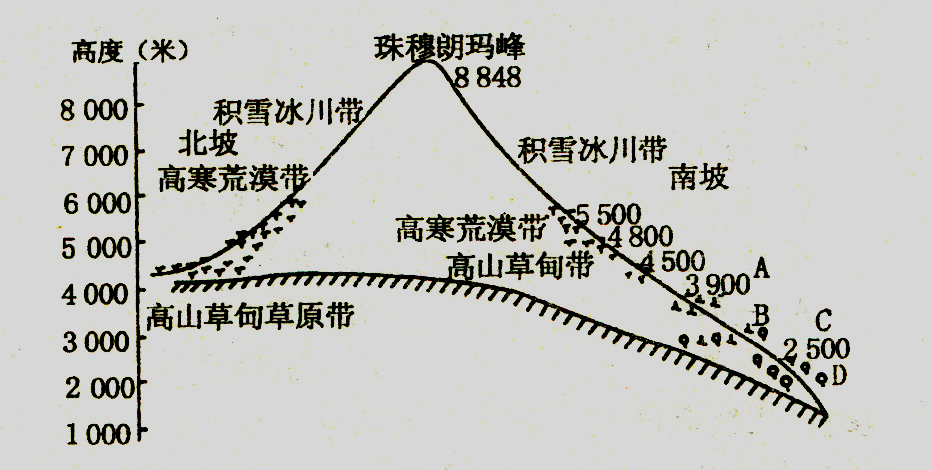 珠穆朗玛峰
高度（米）
8 848
8 000
积雪冰川带
北坡
7 000
积雪冰川带
高寒荒漠带
南坡
6 000
5 500
高寒荒漠带
4 800
5 000
高山草甸带
4 500
A
3 900
4 000
高山草甸草原带
B
C
3 000
2 500
D
2 000
1 000